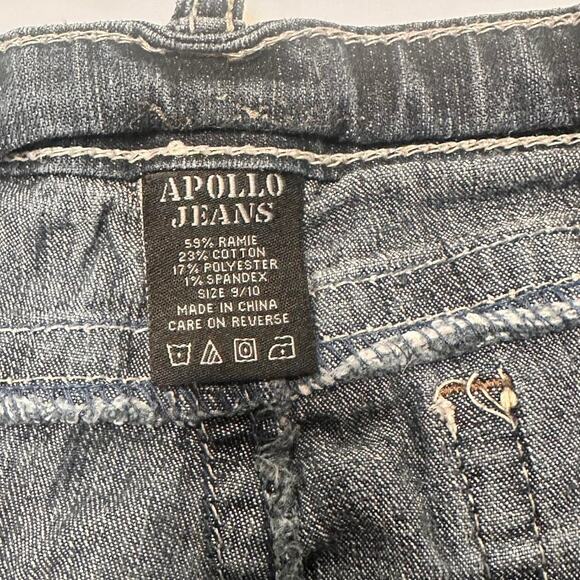 APOLLO
JEANS
59% RAMIE
23% COTTON
17% POLYESTER
1% SPANDEX
SIZE 9/10
MADE IN CHINA
CARE ON REVERSE